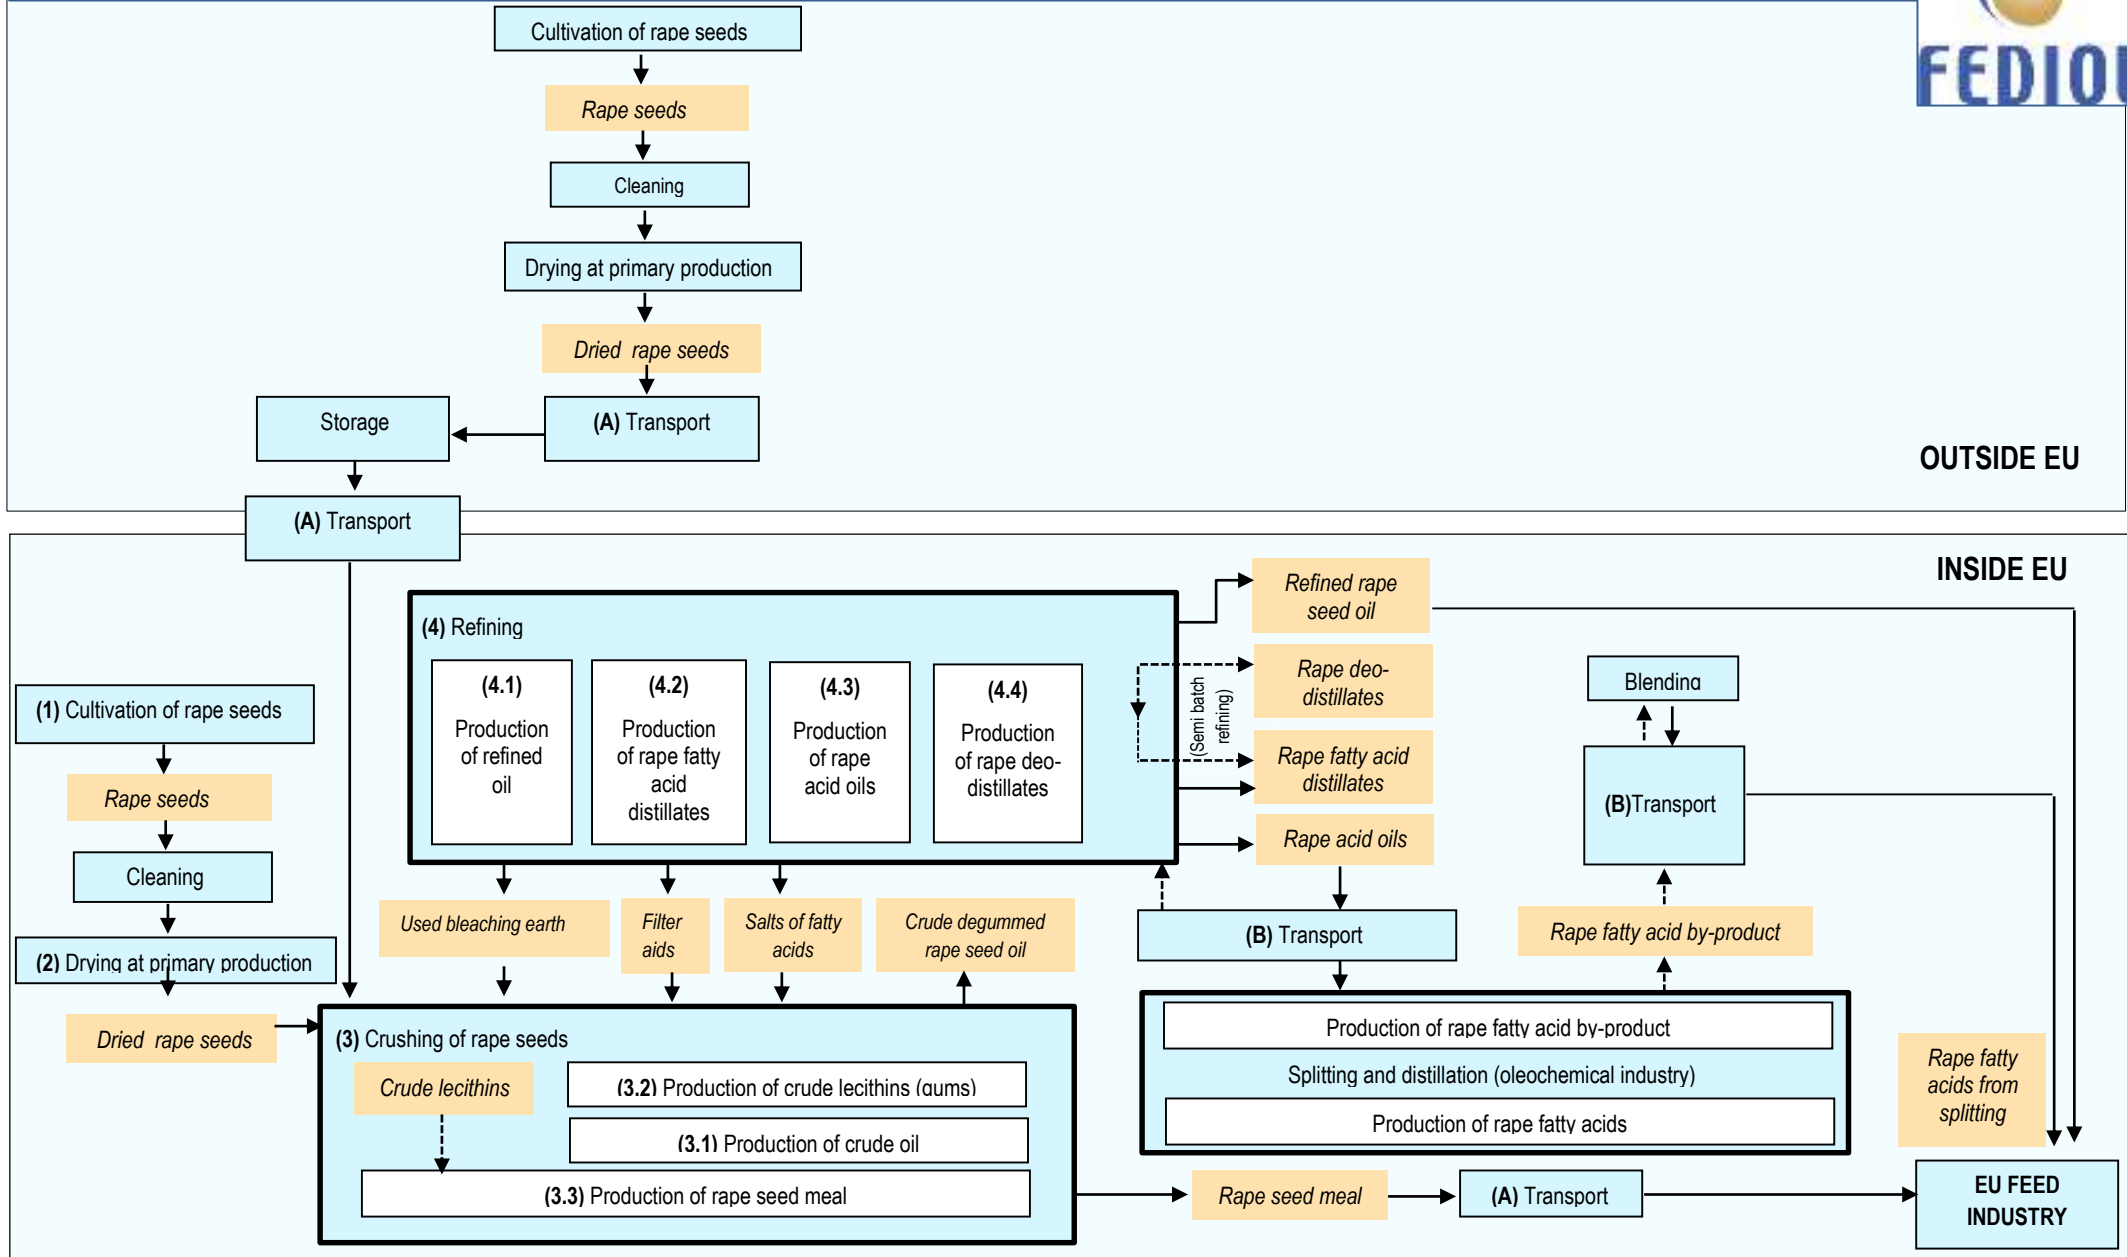 FEDIOL
Cultivation of rape seeds
Rape seeds
Cleaning
Drying at primary production
Dried rape seeds
Storage
(A) Transport
OUTSIDE EU
(A) Transport
INSIDE EU
(1) Cultivation of rape seeds
Rape seeds
Cleaning
(2) Drying at primary production
Dried rape seeds
(4) Refining
(4.1)
Production
of refined
oil
(4.2)
Production
of rape fatty
acid
distillates
(4.3)
Production
of rape
acid oils
(4.4)
Production
of rape deo-
distillates
(Semi batch
refining)
Refined rape
seed oil
Rape deo-
distillates
Rape fatty acid
distillates
Rape acid oils
Used bleaching earth
Filter
aids
Salts of fatty
acids
Crude degummed
rape seed oil
(B) Transport
Blending
(B)Transport
Rape fatty acid by-product
(3) Crushing of rape seeds
Crude lecithins
(3.2) Production of crude lecithins (gums)
(3.1) Production of crude oil
(3.3) Production of rape seed meal
Production of rape fatty acid by-product
Splitting and distillation (oleochemical industry)
Production of rape fatty acids
Rape fatty
acids from
splitting
Rape seed meal
(A) Transport
EU FEED
INDUSTRY